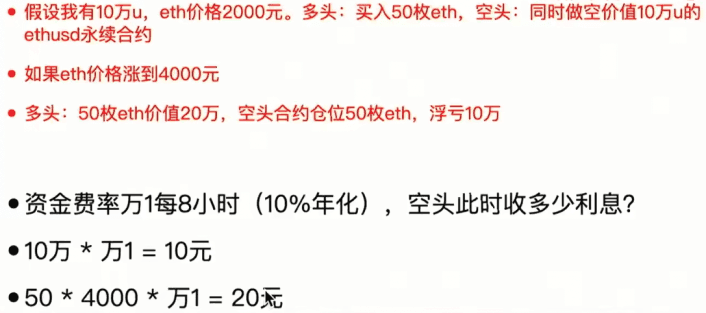 • 假设我有10万u，eth价格2000元。多头：买入50枚eth，空头：同时做空价值10万u的
ethusd永续合约
• 如果eth价格涨到4000元
• 多头：50枚eth价值20万，空头合约仓位50枚eth，浮亏10万
• 资金费率万1每8小时（10%年化），空头此时收多少利息？
• 10万 * 万1 = 10元
• 50 * 4000 * 万1 = 20元